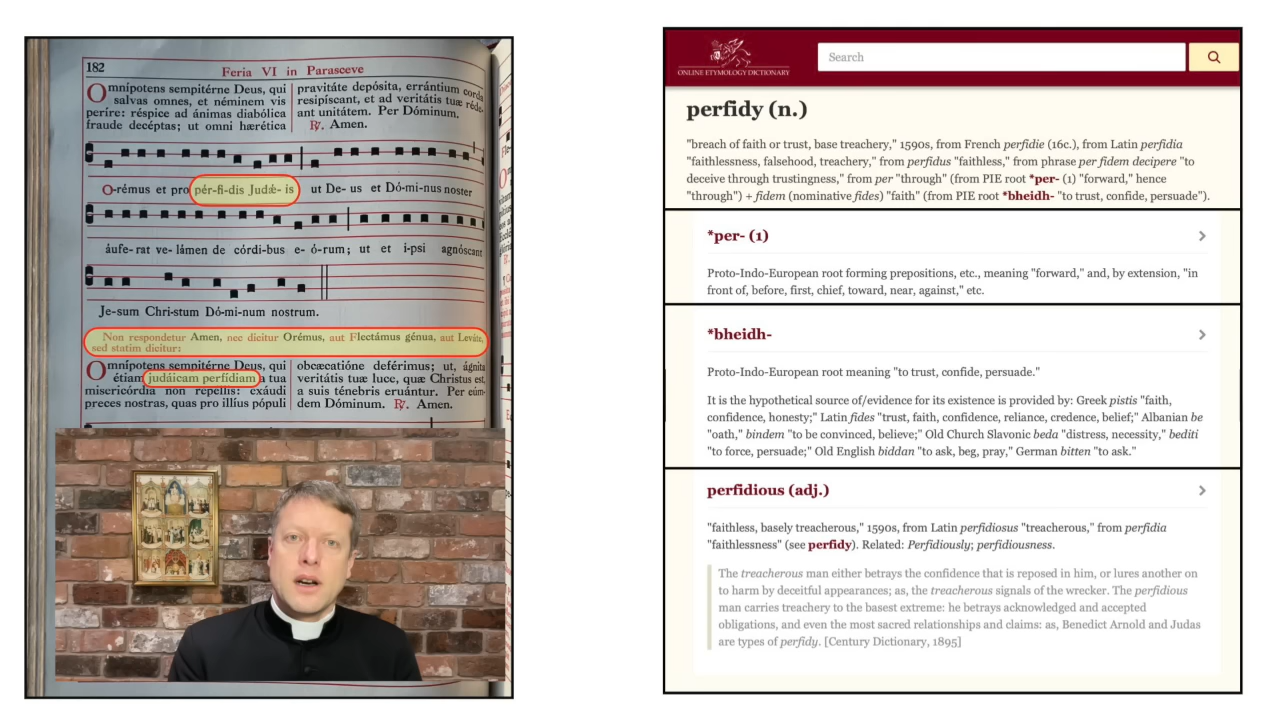 182
Feria VI in Parasceve
Omnípotens sempitérne Deus, qui
salvas omnes, et néminem vis
períre: réspice ad ánimas diabólica
fraude decéptas; ut omni hærética
pravitáte depósita, errántium corda
resipíscant, et ad veritátis tuæ réde-
ant unitátem. Per Dóminum.
℟. Amen.
O-rémus et pro pér-fi-dis Judǽ- is ut De- us et Dó-mi-nus noster
áufe-rat ve- lámen de córdi-bus e- ó-rum; ut et i-psi agnóscant
Je-sum Chri-stum Dó-mi-num nostrum.
Non respondetur Amen, nec dicitur Orémus, aut Flectámus génua, aut Leváte,
sed statim dicitur:
Omnípotens sempitérne Deus, qui
étiam judáicam perfídiam a tua
misericórdia non repéllis: exáudi
preces nostras, quas pro illíus pópuli
obcæcatióne deférimus; ut, ágnita
veritátis tuæ luce, quæ Christus est,
a suis ténebris eruántur. Per eúm-
dem Dóminum. ℟. Amen.
ONLINE ETYMOLOGY DICTIONARY
Search
perfidy (n.)
"breach of faith or trust, base treachery," 1590s, from French perfidie (16c.), from Latin perfidia
"faithlessness, falsehood, treachery," from perfidus "faithless," from phrase per fidem decipere "to
deceive through trustingness," from per "through" (from PIE root *per- (1) "forward," hence
"through") + fidem (nominative fides) "faith" (from PIE root *bheidh- "to trust, confide, persuade").
*per- (1)
Proto-Indo-European root forming prepositions, etc., meaning "forward," and, by extension, "in
front of, before, first, chief, toward, near, against," etc.
*bheidh-
Proto-Indo-European root meaning "to trust, confide, persuade."
It is the hypothetical source of/evidence for its existence is provided by: Greek pistis "faith,
confidence, honesty;" Latin fides "trust, faith, confidence, reliance, credence, belief;" Albanian be
"oath," bindem "to be convinced, believe;" Old Church Slavonic beda "distress, necessity," bediti
"to force, persuade;" Old English biddan "to ask, beg, pray," German bitten "to ask."
perfidious (adj.)
"faithless, basely treacherous," 1590s, from Latin perfidiosus "treacherous," from perfidia
"faithlessness" (see perfidy). Related: Perfidiously; perfidiousness.
The treacherous man either betrays the confidence that is reposed in him, or lures another on
to harm by deceitful appearances; as, the treacherous signals of the wrecker. The perfidious
man carries treachery to the basest extreme: he betrays acknowledged and accepted
obligations, and even the most sacred relationships and claims: as, Benedict Arnold and Judas
are types of perfidy. [Century Dictionary, 1895]